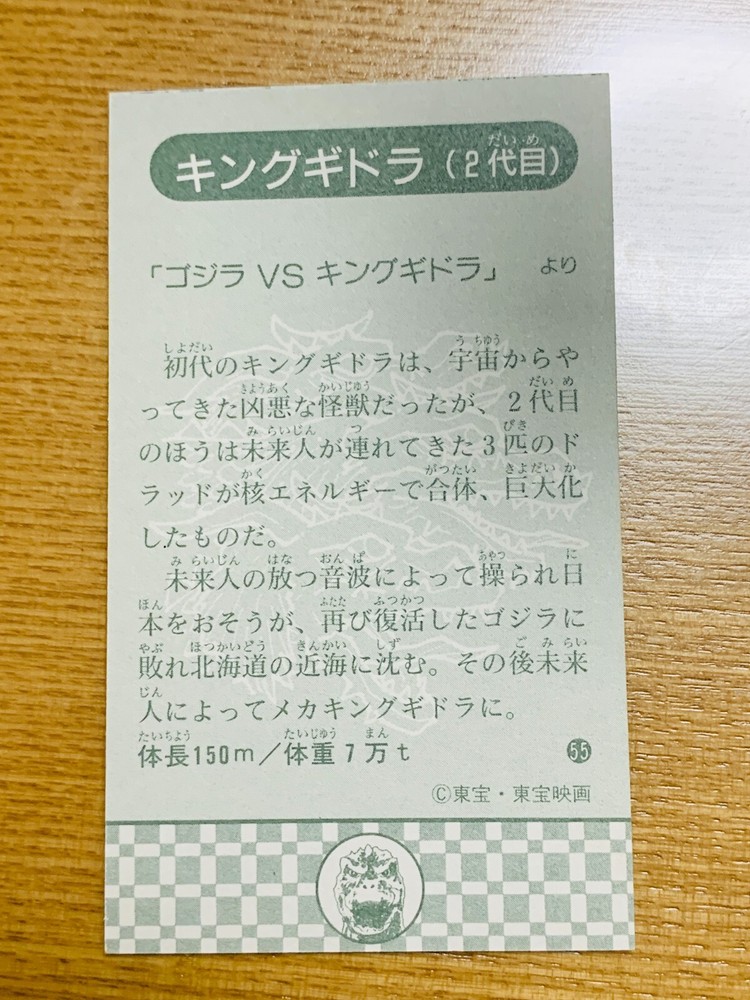 キングギドラ(2代目)
「ゴジラ VS キングギドラ」 より
初代のキングギドラは、宇宙からや
ってきた凶悪な怪獣だったが、2代目
のほうは未来人が連れてきた3匹のド
ラッドが核エネルギーで合体、巨大化
したものだ。
未来人の放つ音波によって操られ日
本をおそうが、再び復活したゴジラに
敗れ北海道の近海に沈む。その後未来
人によってメカキングギドラに。
体長150m/体重7万t
55
©東宝・東宝映画